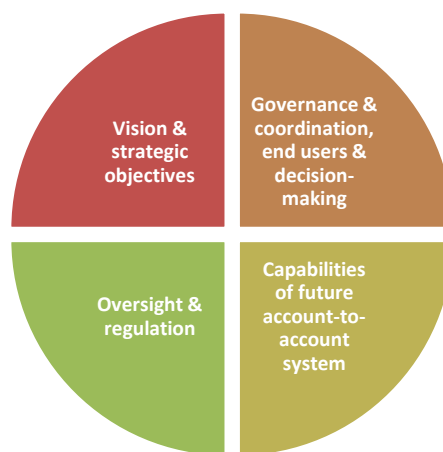 Vision &
strategic
objectives
Governance &
coordination,
end users &
decision-
making
Oversight &
regulation
Capabilities
of future
account-to-
account
system